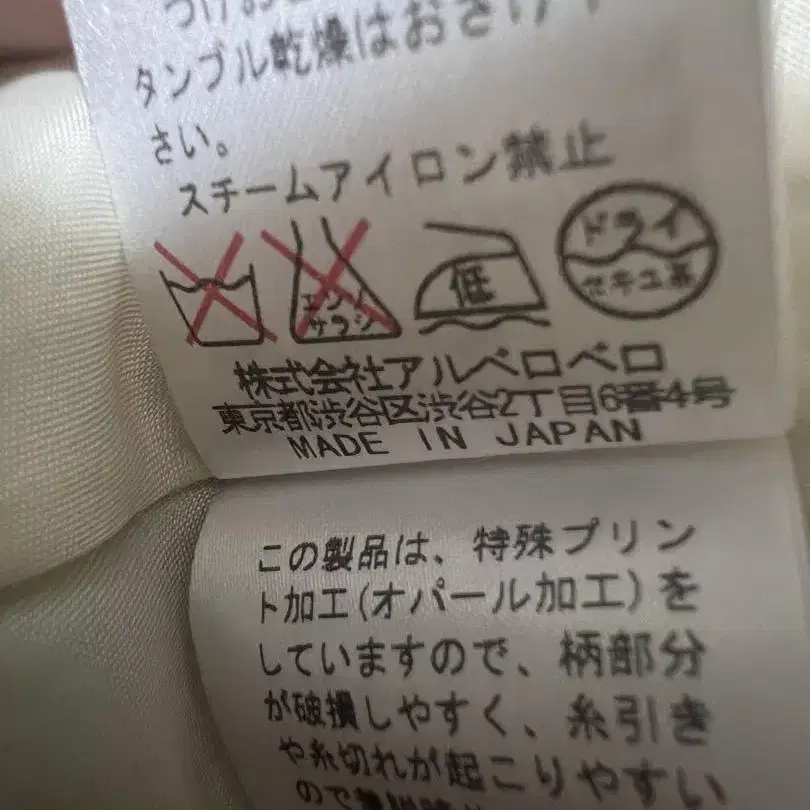 つけ
タンブル乾燥はおさけ下
さい。
スチームアイロン禁止
エンソ
サラシ
低
ドライ
セキユ系
株式会社アルベロベロ
東京都渋谷区渋谷2丁目6番4号
MADE IN JAPAN
この製品は、特殊プリン
ト加工(オパール加工)を
していますので、柄部分
が破損しやすく、糸引き
や糸切れが起こりやすい
ので